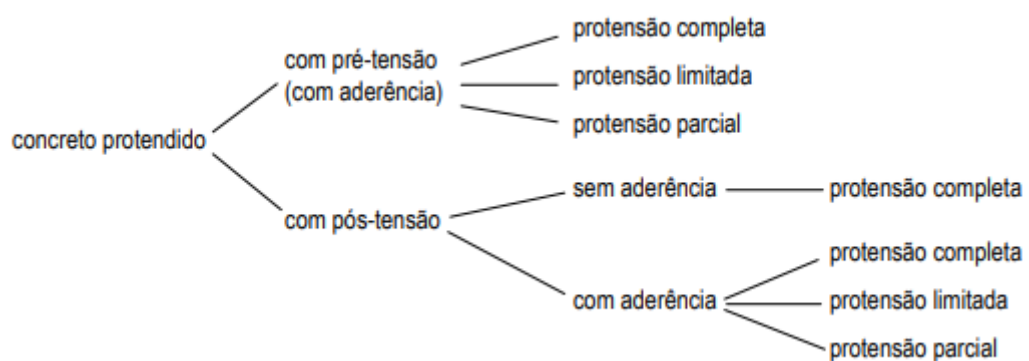 concreto protendido
com pré-tensão
(com aderência)
protensão completa
protensão limitada
protensão parcial
com pós-tensão
sem aderência
protensão completa
com aderência
protensão completa
protensão limitada
protensão parcial